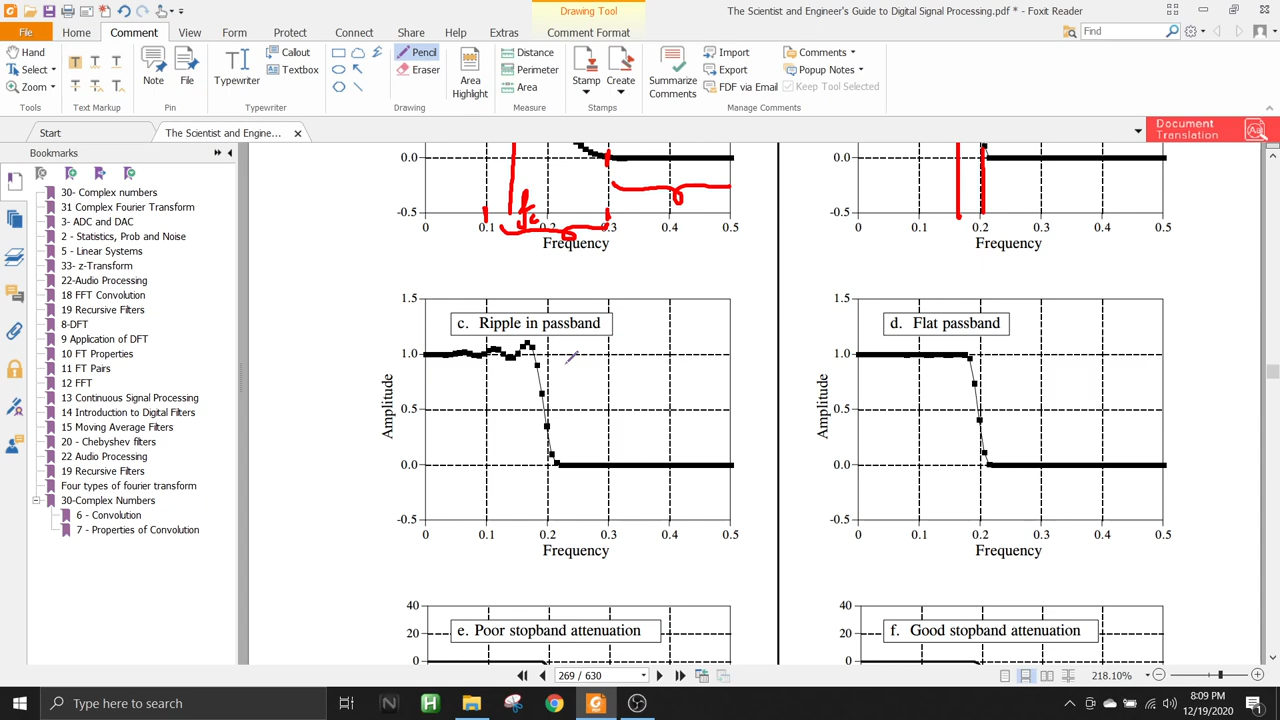 Drawing Tool
The Scientist and Engineer's Guide to Digital Signal Processing.pdf * - Foxit Reader
File Home Comment View Form Protect Connect Share Help Extras Comment Format
Find
Hand
Select
Zoom
Tools
Text Markup
Note
File
Pin
Typewriter
Callout
Textbox
Typewriter
Pencil
Eraser
Drawing
Area
Highlight
Distance
Perimeter
Area
Measure
Stamp
Create
Stamps
Summarize
Comments
Import
Export
FDF via Email
Comments
Popup Notes
Keep Tool Selected
Manage Comments
Start
The Scientist and Engine...
Document
Translation
Bookmarks
30- Complex numbers
31 Complex Fourier Transform
3- ADC and DAC
2 - Statistics, Prob and Noise
5 - Linear Systems
33- z-Transform
22-Audio Processing
18 FFT Convolution
19 Recursive Filters
8-DFT
9 Application of DFT
10 FT Properties
11 FT Pairs
12 FFT
13 Continuous Signal Processing
14 Introduction to Digital Filters
15 Moving Average Filters
20 - Chebyshev filters
22 Audio Processing
19 Recursive Filters
Four types of fourier transform
30-Complex Numbers
6 - Convolution
7 - Properties of Convolution
0.0
-0.5
fc
0 0.1 0.2 0.3 0.4 0.5
Frequency
0.0
-0.5
0 0.1 0.2 0.3 0.4 0.5
Frequency
1.5
c. Ripple in passband
1.0
0.5
0.0
-0.5
Amplitude
0 0.1 0.2 0.3 0.4 0.5
Frequency
1.5
d. Flat passband
1.0
0.5
0.0
-0.5
Amplitude
0 0.1 0.2 0.3 0.4 0.5
Frequency
40
e. Poor stopband attenuation
20
0
40
f. Good stopband attenuation
20
0
269 / 630
218.10%
Type here to search
N
H
8:09 PM
12/19/2020
1